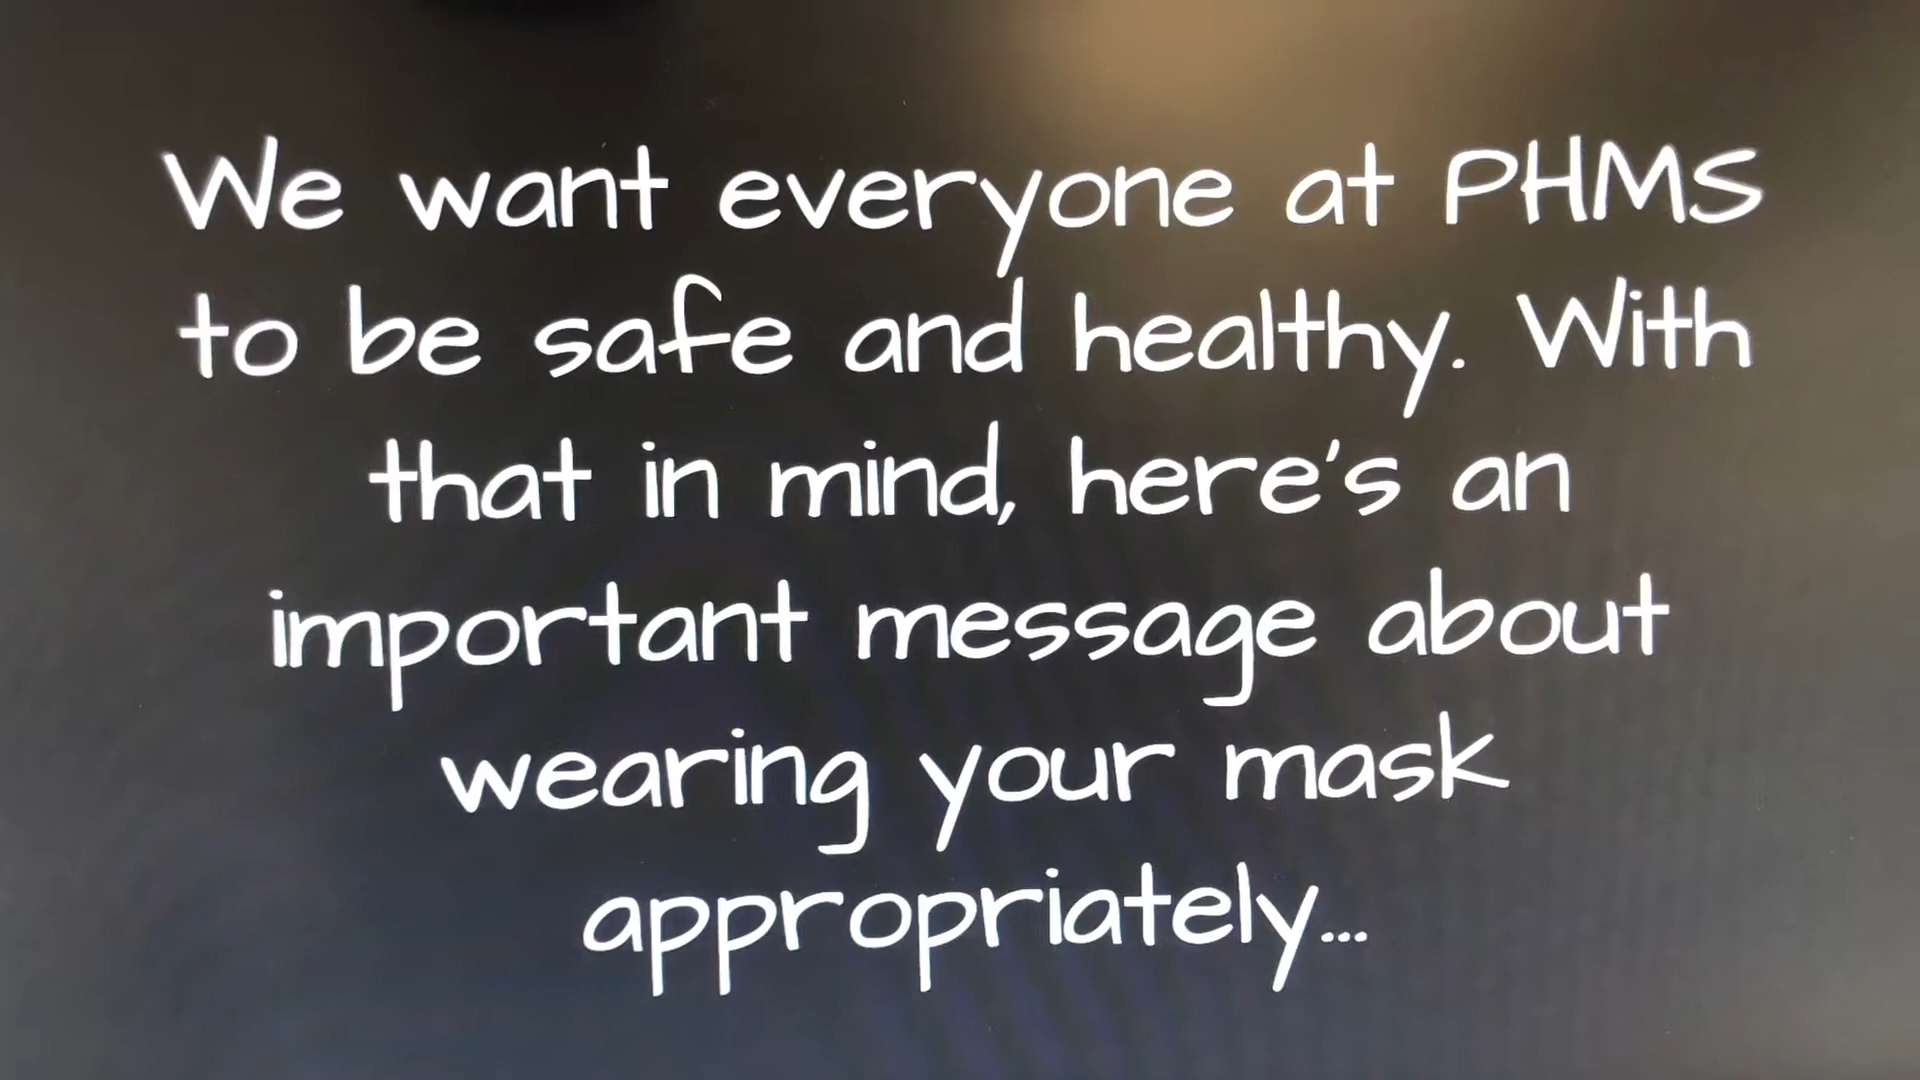 We want everyone at PHMS
to be safe and healthy. With
that in mind, here's an
important message about
wearing your mask
appropriately...